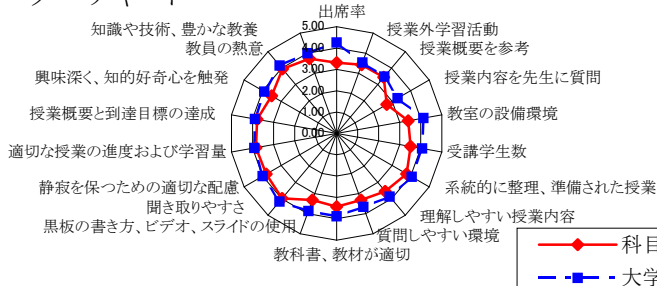 出席率
授業外学習活動
授業概要を参考
授業内容を先生に質問
教室の設備環境
受講学生数
系統的に整理、準備された授業
理解しやすい授業内容
質問しやすい環境
教科書、教材が適切
黒板の書き方、ビデオ、スライドの使用
聞き取りやすさ
静寂を保つための適切な配慮
適切な授業の進度および学習量
授業概要と到達目標の達成
興味深く、知的好奇心を触発
教員の熱意
知識や技術、豊かな教養
5.00
4.00
3.00
2.00
1.00
0.00
科目
大学